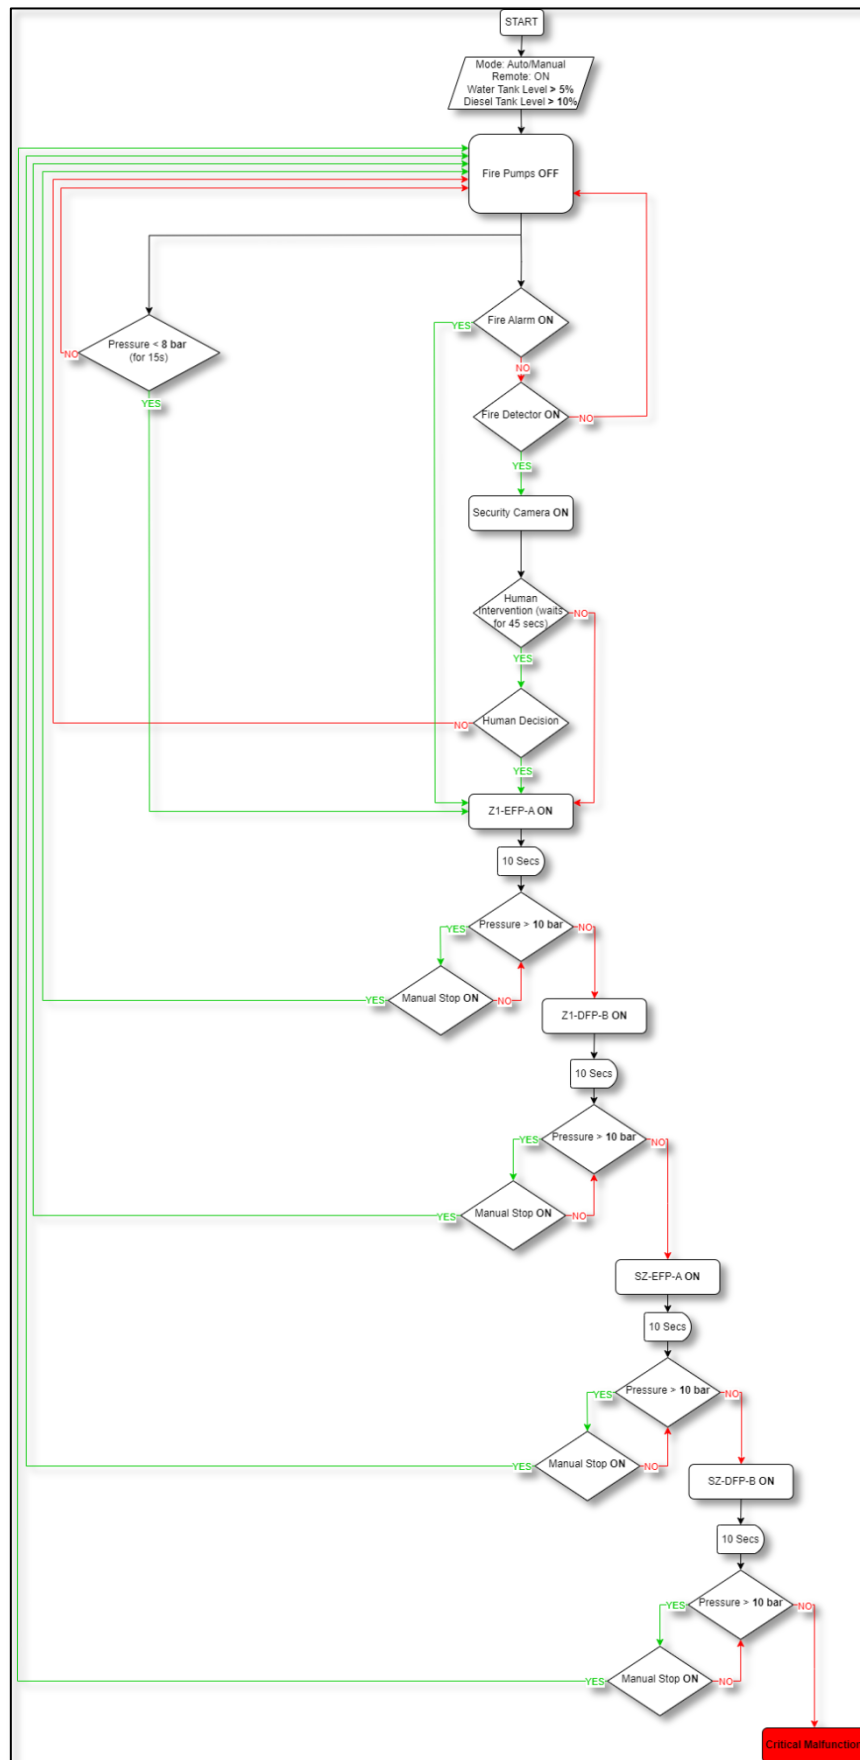 START
Mode: Auto/Manual
Remote: ON
Water Tank Level > 5%
Diesel Tank Level > 10%
Fire Pumps OFF
Fire Alarm ON
YES
Pressure < 8 bar
(for 15s)
NO
NO
YES
Fire Detector ON
NO
YES
Security Camera ON
Human
Intervention (waits
for 45 secs)
NO
YES
Human Decision
NO
YES
Z1-EFP-A ON
10 Secs
Pressure > 10 bar
YES
NO
Manual Stop ON
YES
NO
Z1-DFP-B ON
10 Secs
Pressure > 10 bar
YES
NO
Manual Stop ON
YES
NO
SZ-EFP-A ON
10 Secs
Pressure > 10 bar
YES
NO
Manual Stop ON
YES
NO
SZ-DFP-B ON
10 Secs
Pressure > 10 bar
YES
NO
Manual Stop ON
YES
NO
Critical Malfunction